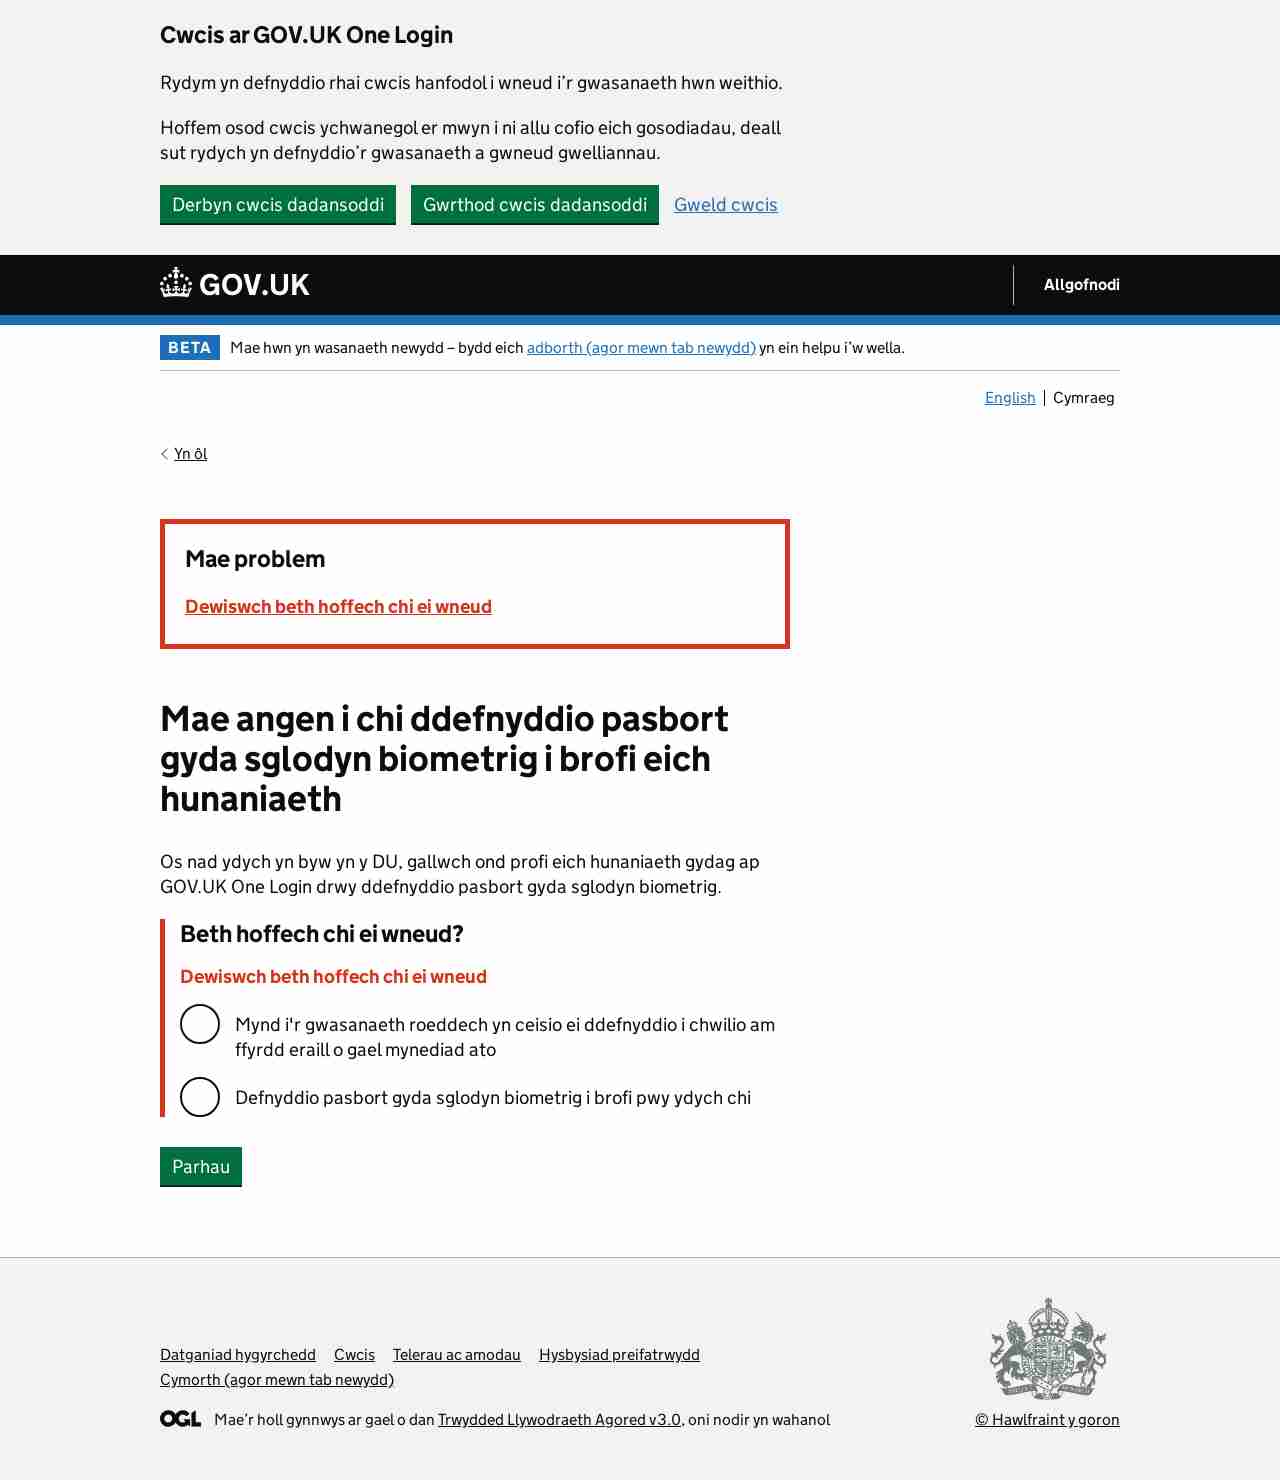 Cwcis ar GOV.UK One Login
Rydym yn defnyddio rhai cwcis hanfodol i wneud i’r gwasanaeth hwn weithio.
Hoffem osod cwcis ychwanegol er mwyn i ni allu cofio eich gosodiadau, deall
sut rydych yn defnyddio’r gwasanaeth a gwneud gwelliannau.
Derbyn cwcis dadansoddi
Gwrthod cwcis dadansoddi
Gweld cwcis
GOV.UK
Allgofnodi
BETA
Mae hwn yn wasanaeth newydd – bydd eich adborth (agor mewn tab newydd) yn ein helpu i’w wella.
English
Cymraeg
Yn ôl
Mae problem
Dewiswch beth hoffech chi ei wneud
Mae angen i chi ddefnyddio pasbort
gyda sglodyn biometrig i brofi eich
hunaniaeth
Os nad ydych yn byw yn y DU, gallwch ond profi eich hunaniaeth gydag ap
GOV.UK One Login drwy ddefnyddio pasbort gyda sglodyn biometrig.
Beth hoffech chi ei wneud?
Dewiswch beth hoffech chi ei wneud
Mynd i'r gwasanaeth roeddech yn ceisio ei ddefnyddio i chwilio am
ffyrdd eraill o gael mynediad ato
Defnyddio pasbort gyda sglodyn biometrig i brofi pwy ydych chi
Parhau
Datganiad hygyrchedd
Cwcis
Telerau ac amodau
Hysbysiad preifatrwydd
Cymorth (agor mewn tab newydd)
OGL
Mae’r holl gynnwys ar gael o dan Trwydded Llywodraeth Agored v3.0, oni nodir yn wahanol
© Hawlfraint y goron